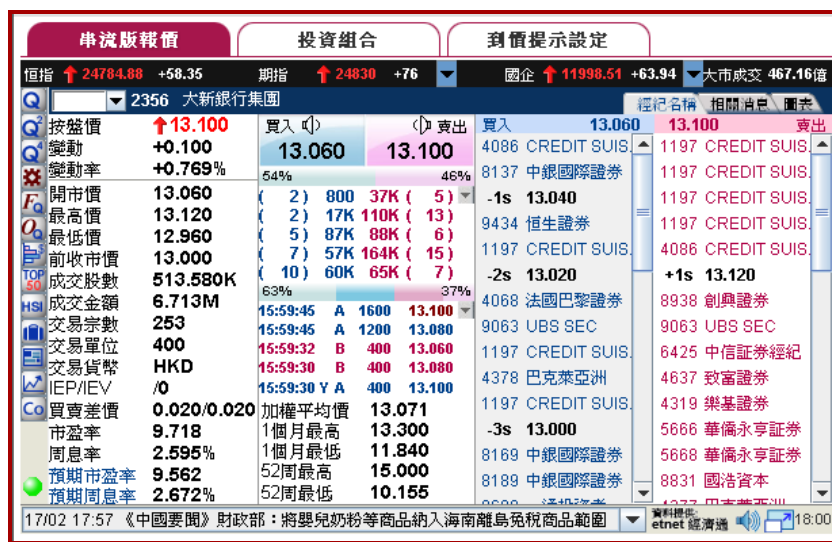 串流版報價 投資組合 到價提示設定
恒指 24784.88 +58.35 期指 24830 +76 國企 11998.51 +63.94 大市成交 467.16億
2356 大新銀行集團
經紀名稱 相關消息 圖表
按盤價 13.100
變動 +0.100
變動率 +0.769%
開市價 13.060
最高價 13.120
最低價 12.960
前收市價 13.000
成交股數 513.580K
成交金額 6.713M
交易宗數 253
交易單位 400
交易貨幣 HKD
IEP/IEV /0
買賣差價 0.020/0.020
市盈率 9.718
周息率 2.595%
預期市盈率 9.562
預期周息率 2.672%
買入 賣出
13.060 13.100
54% 46%
( 2) 800 37K ( 5)
( 2) 17K 110K ( 13)
( 5) 87K 88K ( 6)
( 7) 57K 164K ( 15)
( 10) 60K 65K ( 7)
63% 37%
15:59:45 A 1600 13.100
15:59:45 A 1200 13.080
15:59:32 B 400 13.060
15:59:30 B 400 13.080
15:59:30 Y A 400 13.100
加權平均價 13.071
1個月最高 13.300
1個月最低 11.840
52周最高 15.000
52周最低 10.155
買入 13.060
4086 CREDIT SUIS.
8137 中銀國際證券
-1s 13.040
9434 恒生證券
1197 CREDIT SUIS.
-2s 13.020
4068 法國巴黎證券
9063 UBS SEC
1197 CREDIT SUIS.
4378 巴克萊亞洲
1197 CREDIT SUIS.
-3s 13.000
8169 中銀國際證券
8189 中銀國際證券
13.100 賣出
1197 CREDIT SUIS.
1197 CREDIT SUIS.
1197 CREDIT SUIS.
1197 CREDIT SUIS.
4086 CREDIT SUIS.
+1s 13.120
8938 創興證券
9063 UBS SEC
6425 中信証券經紀
4637 致富證券
4319 樂基證券
5666 華僑永亨証券
5668 華僑永亨証券
8831 國浩資本
Q
Q2
Q4
FQ
OQ
TOP 50
HSI
Co
17/02 17:57 《中國要聞》財政部：將嬰兒奶粉等商品納入海南離島免稅商品範圍 資料提供: etnet 經濟通 18:00